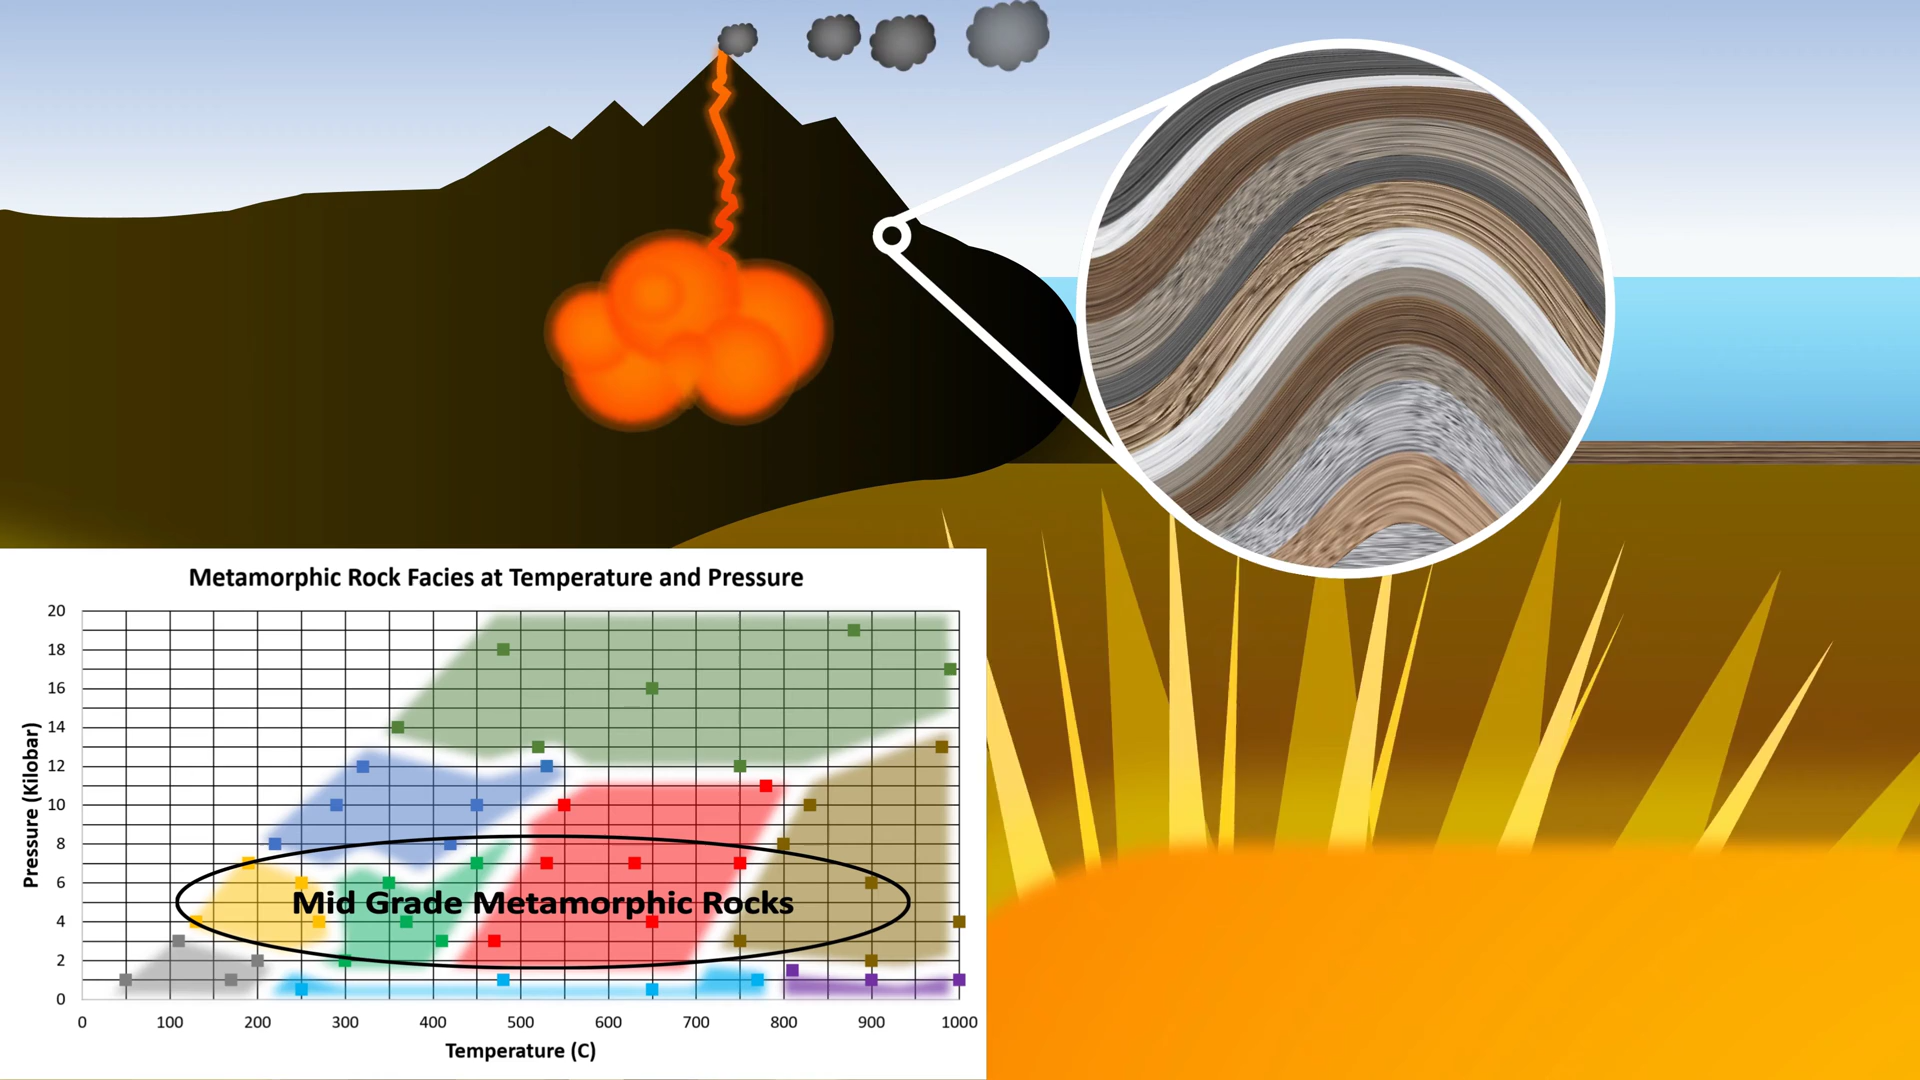 Metamorphic Rock Facies at Temperature and Pressure
20
18
16
14
12
10
8
6
4
2
0
Pressure (Kilobar)
Mid Grade Metamorphic Rocks
0 100 200 300 400 500 600 700 800 900 1000
Temperature (C)